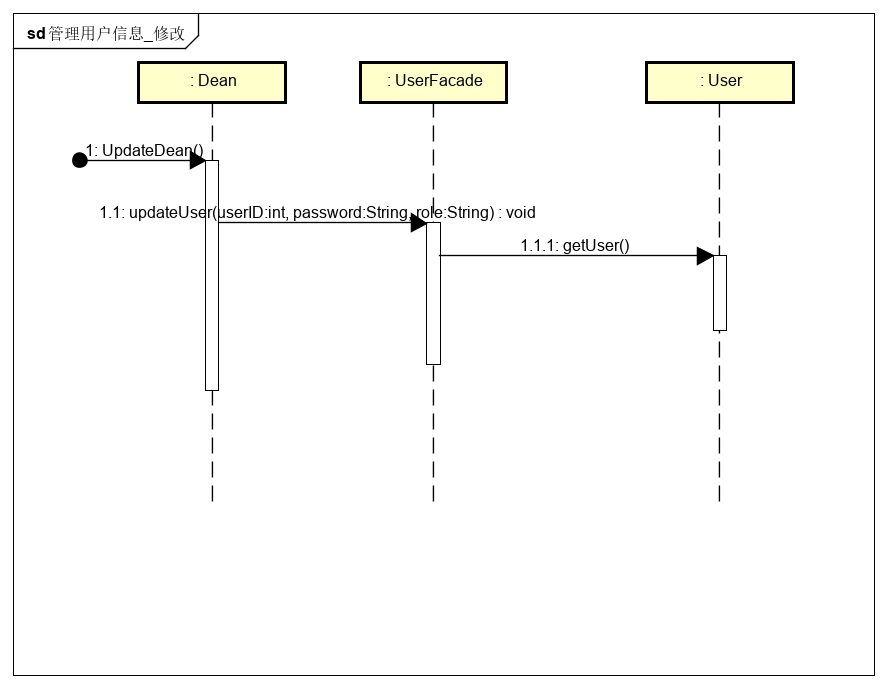 sd 管理用户信息_修改
: Dean
: UserFacade
: User
1: UpdateDean()
1.1: updateUser(userID:int, password:String, role:String) : void
1.1.1: getUser()